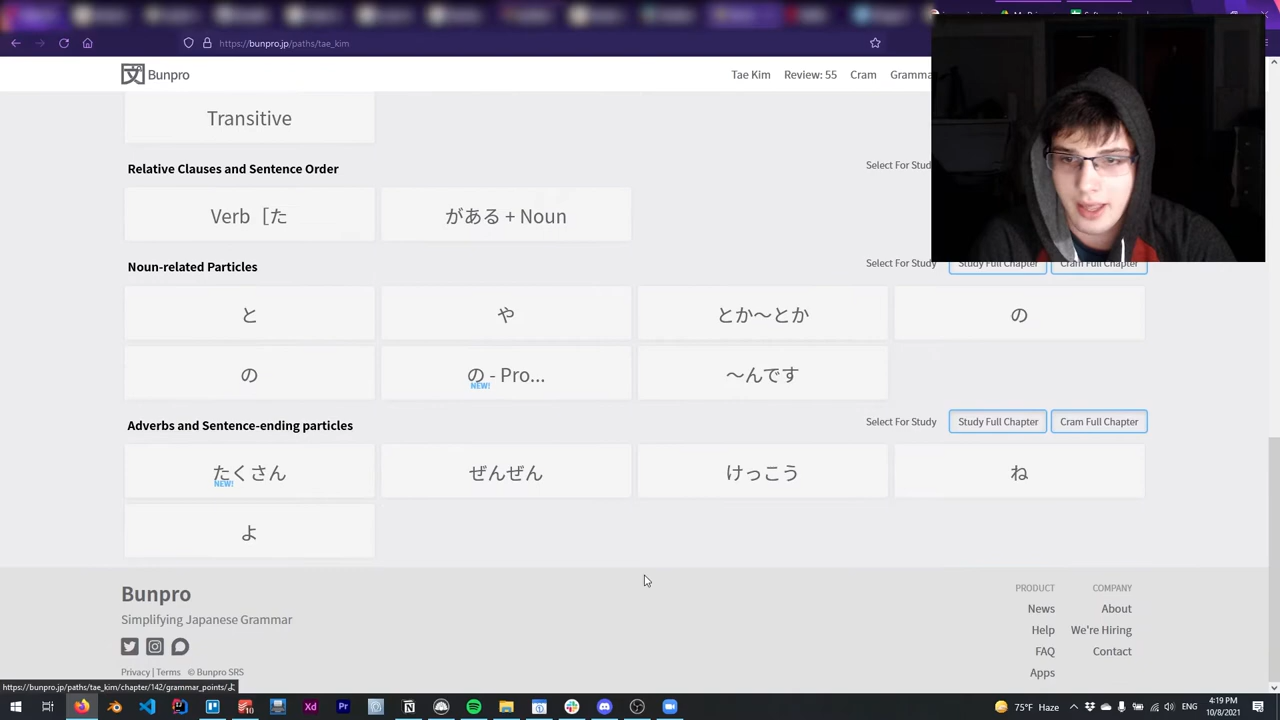 https://bunpro.jp/paths/tae_kim
文 Bunpro
Tae Kim Review: 55 Cram
Transitive
Relative Clauses and Sentence Order
Select For Study
Verb［た
がある + Noun
Noun-related Particles
Select For Study Study Full Chapter Cram Full Chapter
と
や
とか〜とか
の
の
の - Pro...
NEW!
〜んです
Adverbs and Sentence-ending particles
Select For Study Study Full Chapter Cram Full Chapter
たくさん
NEW!
ぜんぜん
けっこう
ね
よ
Bunpro
Simplifying Japanese Grammar
Privacy | Terms © Bunpro SRS
PRODUCT
News
Help
FAQ
Apps
COMPANY
About
We're Hiring
Contact
https://bunpro.jp/paths/tae_kim/chapter/142/grammar_points/よ
75°F Haze
4:19 PM
10/8/2021